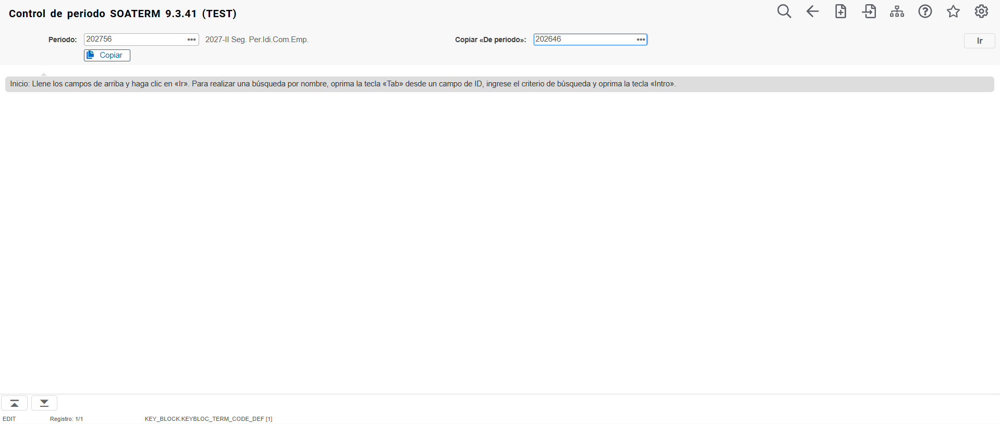 Control de periodo SOATERM 9.3.41 (TEST)
Periodo: 202756 ••• 2027-II Seg. Per.Idi.Com.Emp. Copiar «De periodo»: 202646 ••• Ir
Copiar
Inicio: Llene los campos de arriba y haga clic en «Ir». Para realizar una búsqueda por nombre, oprima la tecla «Tab» desde un campo de ID, ingrese el criterio de búsqueda y oprima la tecla «Intro».
EDIT Registro: 1/1 KEY_BLOCK.KEYBLOC_TERM_CODE_DEF [1]